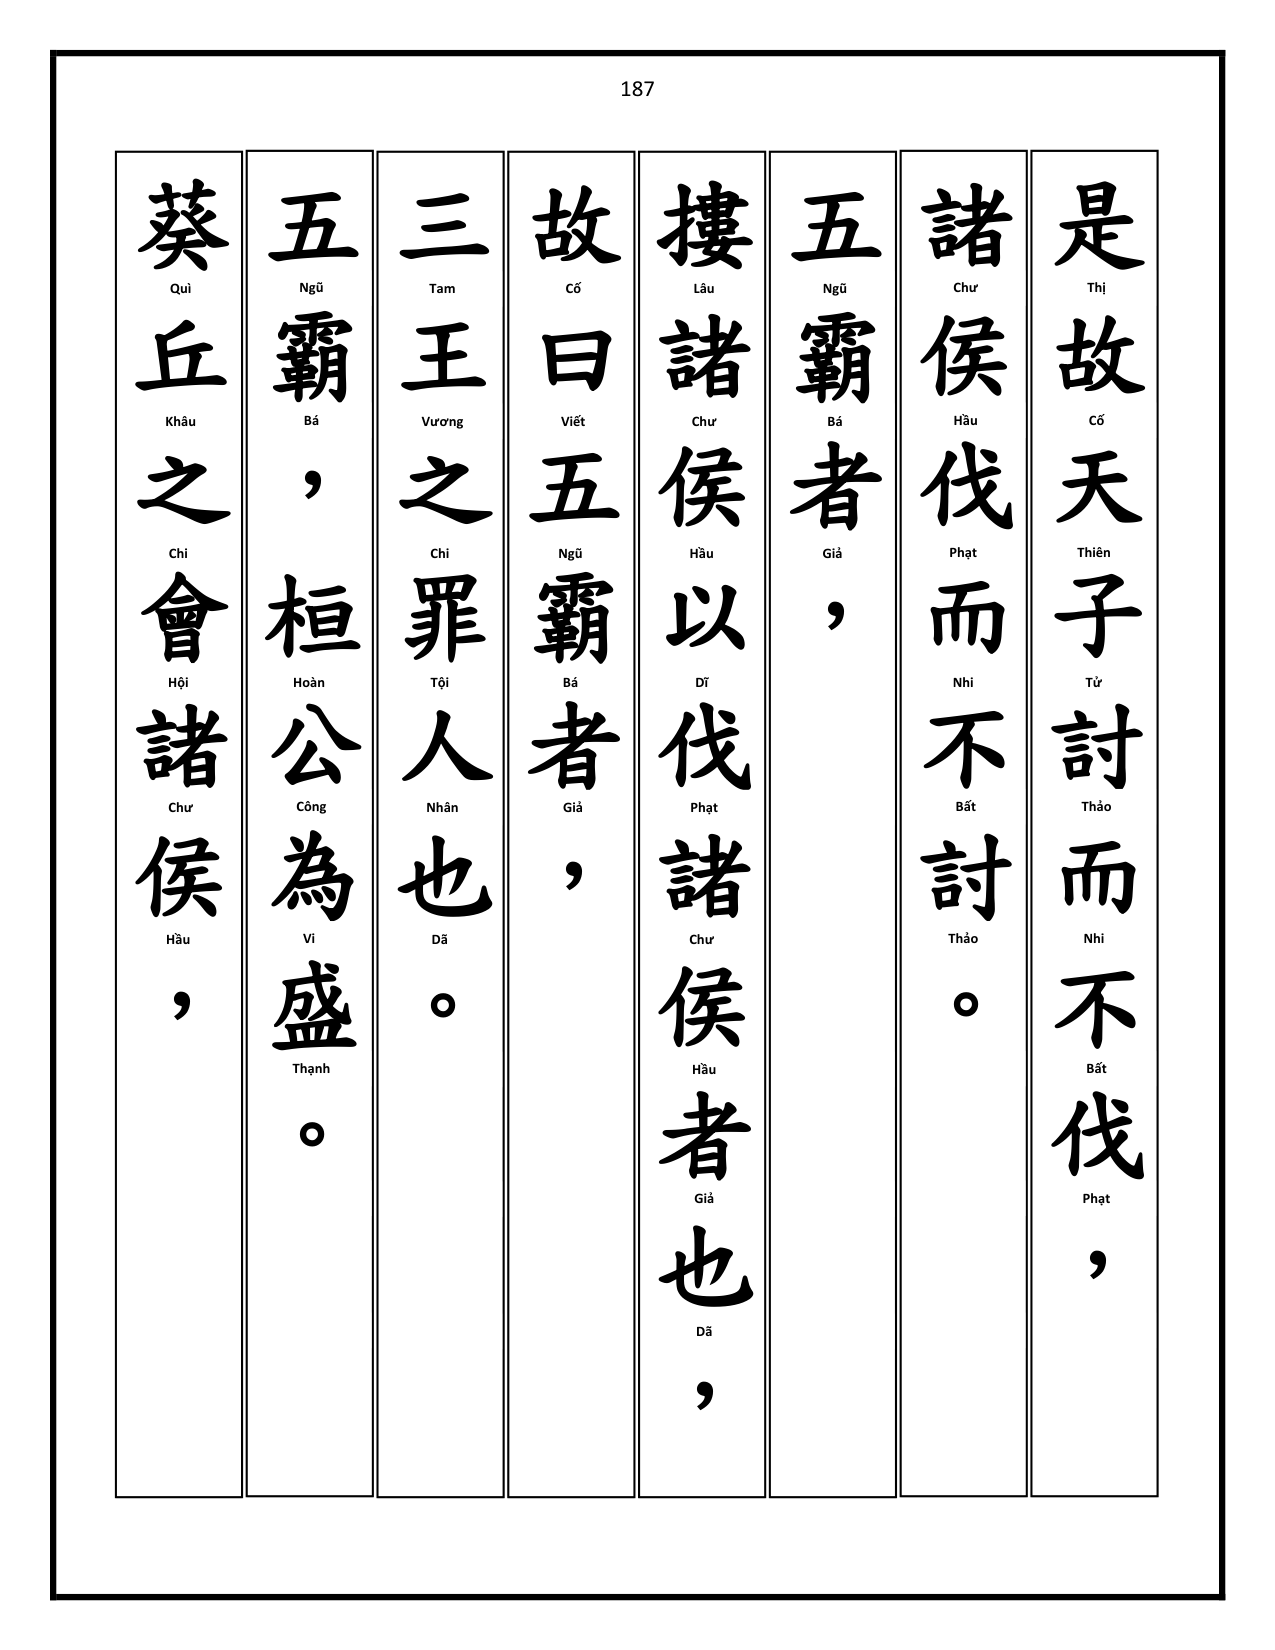 187
是故天子討而不伐，
Thị Cố Thiên Tử Thảo Nhi Bất Phạt
諸侯伐而不討。
Chư Hầu Phạt Nhi Bất Thảo
五霸者，
Ngũ Bá Giả
摟諸侯以伐諸侯者也，
Lâu Chư Hầu Dĩ Phạt Chư Hầu Giả Dã
故曰五霸者，
Cố Viết Ngũ Bá Giả
三王之罪人也。
Tam Vương Chi Tội Nhân Dã
五霸，桓公為盛。
Ngũ Bá Hoàn Công Vi Thạnh
葵丘之會諸侯，
Quì Khâu Chi Hội Chư Hầu